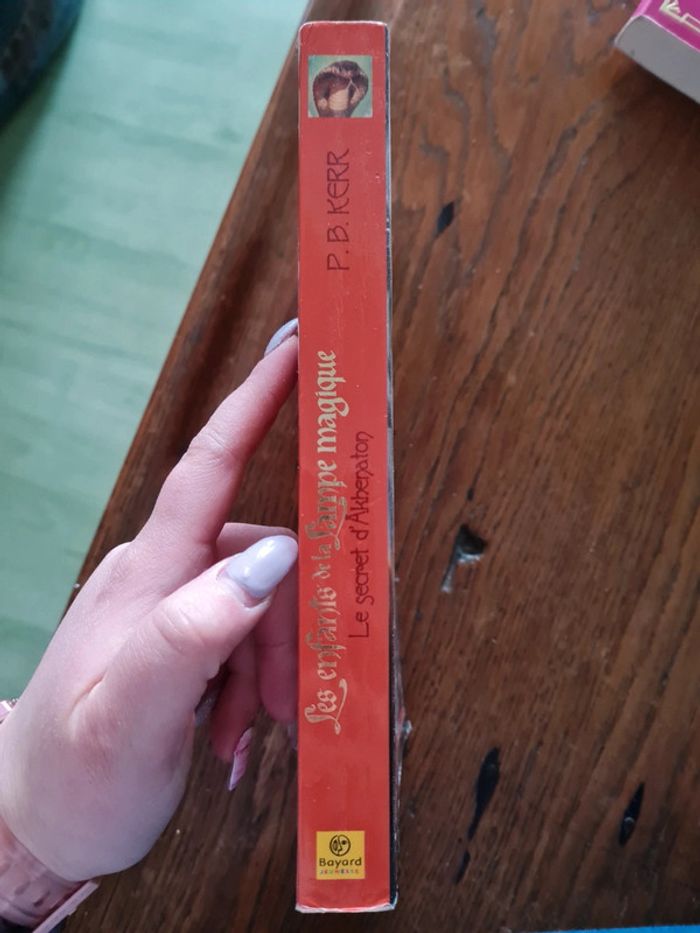 P. B. KERR
Les enfants de la Lampe magique
Le secret d'Akhenaton
Bayard
JEUNESSE